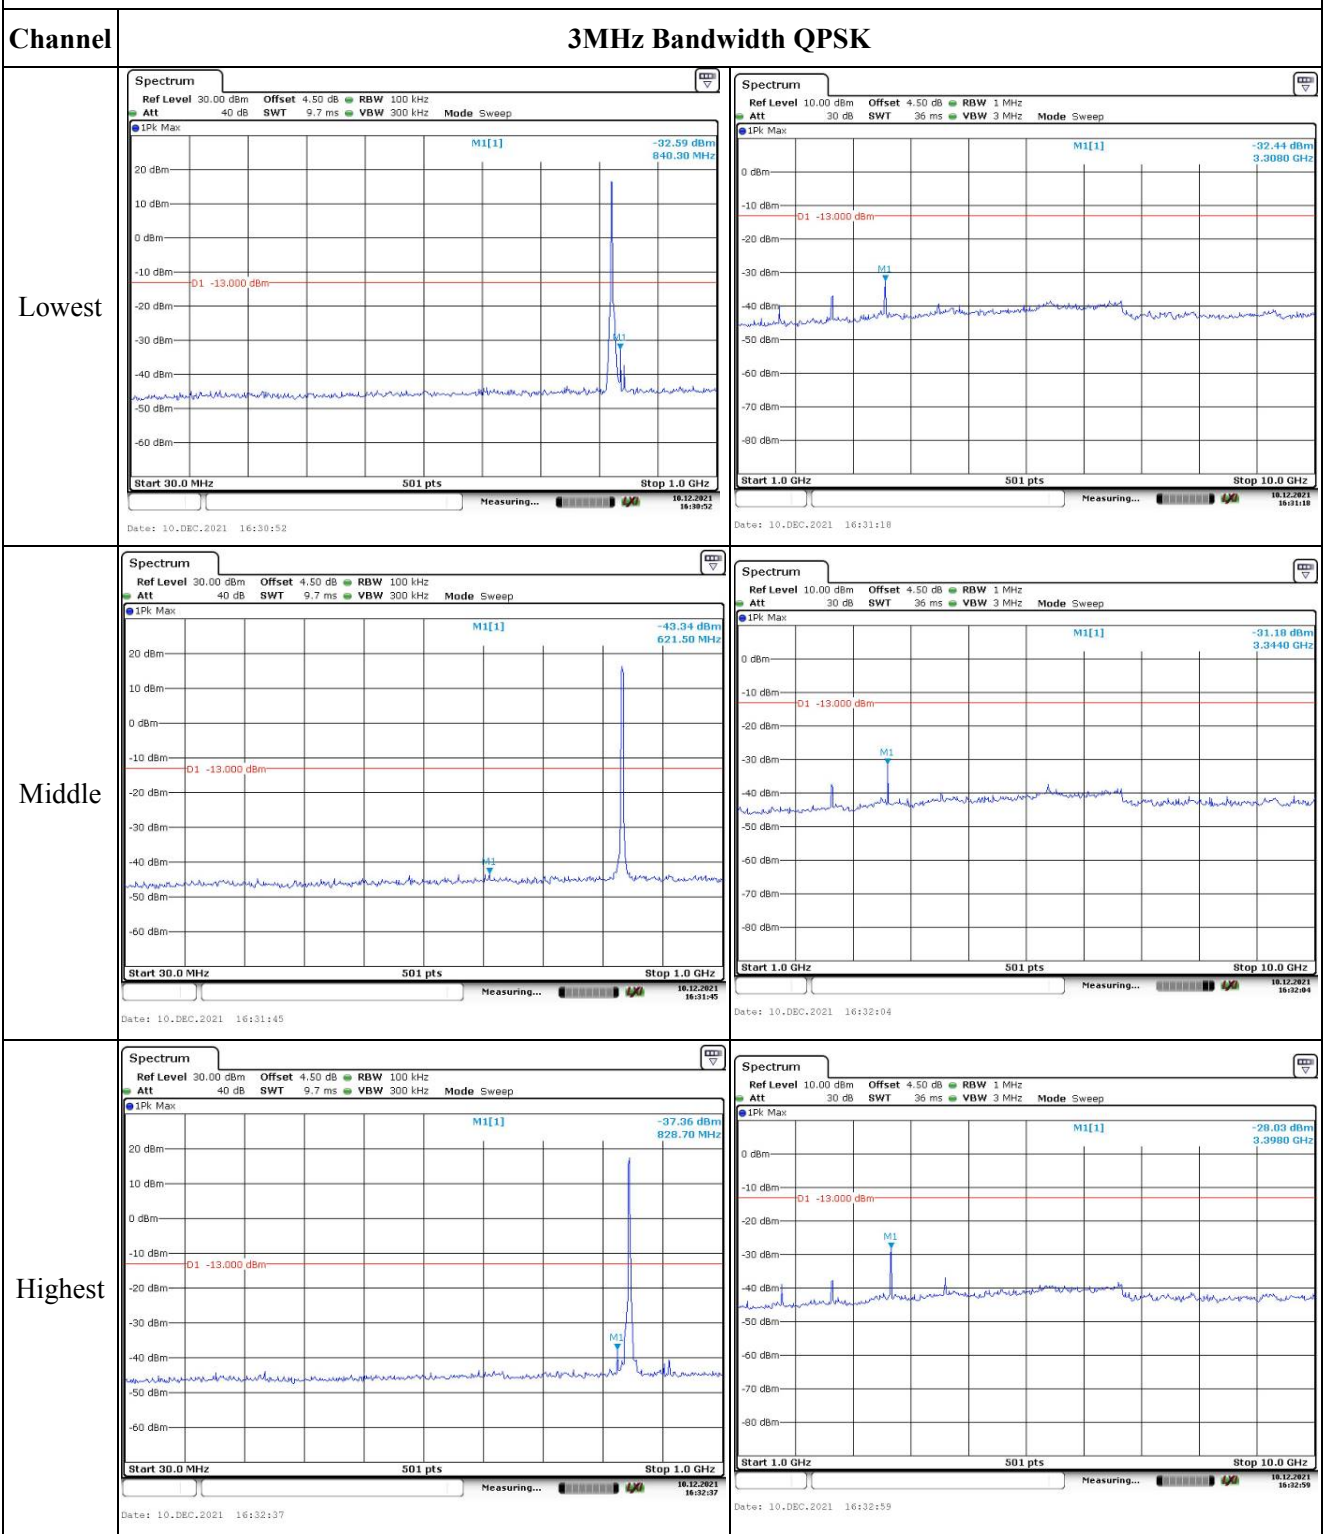 Channel
3MHz Bandwidth QPSK
Lowest
Spectrum
Ref Level 30.00 dBm Offset 4.50 dB RBW 100 kHz
Att 40 dB SWT 9.7 ms VBW 300 kHz Mode Sweep
1Pk Max
M1[1] -32.59 dBm
840.30 MHz
20 dBm
10 dBm
0 dBm
-10 dBm
D1 -13.000 dBm
-20 dBm
-30 dBm
M1
-40 dBm
-50 dBm
-60 dBm
Start 30.0 MHz 501 pts Stop 1.0 GHz
Measuring... 10.12.2021
16:30:52
Date: 10.DEC.2021 16:30:52
Spectrum
Ref Level 10.00 dBm Offset 4.50 dB RBW 1 MHz
Att 30 dB SWT 36 ms VBW 3 MHz Mode Sweep
1Pk Max
M1[1] -32.44 dBm
3.3080 GHz
0 dBm
-10 dBm
D1 -13.000 dBm
-20 dBm
-30 dBm
M1
-40 dBm
-50 dBm
-60 dBm
-70 dBm
-80 dBm
Start 1.0 GHz 501 pts Stop 10.0 GHz
Measuring... 10.12.2021
16:31:18
Date: 10.DEC.2021 16:31:18
Middle
Spectrum
Ref Level 30.00 dBm Offset 4.50 dB RBW 100 kHz
Att 40 dB SWT 9.7 ms VBW 300 kHz Mode Sweep
1Pk Max
M1[1] -43.34 dBm
621.50 MHz
20 dBm
10 dBm
0 dBm
-10 dBm
D1 -13.000 dBm
-20 dBm
-30 dBm
-40 dBm
M1
-50 dBm
-60 dBm
Start 30.0 MHz 501 pts Stop 1.0 GHz
Measuring... 10.12.2021
16:31:45
Date: 10.DEC.2021 16:31:45
Spectrum
Ref Level 10.00 dBm Offset 4.50 dB RBW 1 MHz
Att 30 dB SWT 36 ms VBW 3 MHz Mode Sweep
1Pk Max
M1[1] -31.18 dBm
3.3440 GHz
0 dBm
-10 dBm
D1 -13.000 dBm
-20 dBm
M1
-30 dBm
-40 dBm
-50 dBm
-60 dBm
-70 dBm
-80 dBm
Start 1.0 GHz 501 pts Stop 10.0 GHz
Measuring... 10.12.2021
16:32:04
Date: 10.DEC.2021 16:32:04
Highest
Spectrum
Ref Level 30.00 dBm Offset 4.50 dB RBW 100 kHz
Att 40 dB SWT 9.7 ms VBW 300 kHz Mode Sweep
1Pk Max
M1[1] -37.36 dBm
828.70 MHz
20 dBm
10 dBm
0 dBm
-10 dBm
D1 -13.000 dBm
-20 dBm
-30 dBm
M1
-40 dBm
-50 dBm
-60 dBm
Start 30.0 MHz 501 pts Stop 1.0 GHz
Measuring... 10.12.2021
16:32:37
Date: 10.DEC.2021 16:32:37
Spectrum
Ref Level 10.00 dBm Offset 4.50 dB RBW 1 MHz
Att 30 dB SWT 36 ms VBW 3 MHz Mode Sweep
1Pk Max
M1[1] -28.03 dBm
3.3980 GHz
0 dBm
-10 dBm
D1 -13.000 dBm
-20 dBm
M1
-30 dBm
-40 dBm
-50 dBm
-60 dBm
-70 dBm
-80 dBm
Start 1.0 GHz 501 pts Stop 10.0 GHz
Measuring... 10.12.2021
16:32:59
Date: 10.DEC.2021 16:32:59